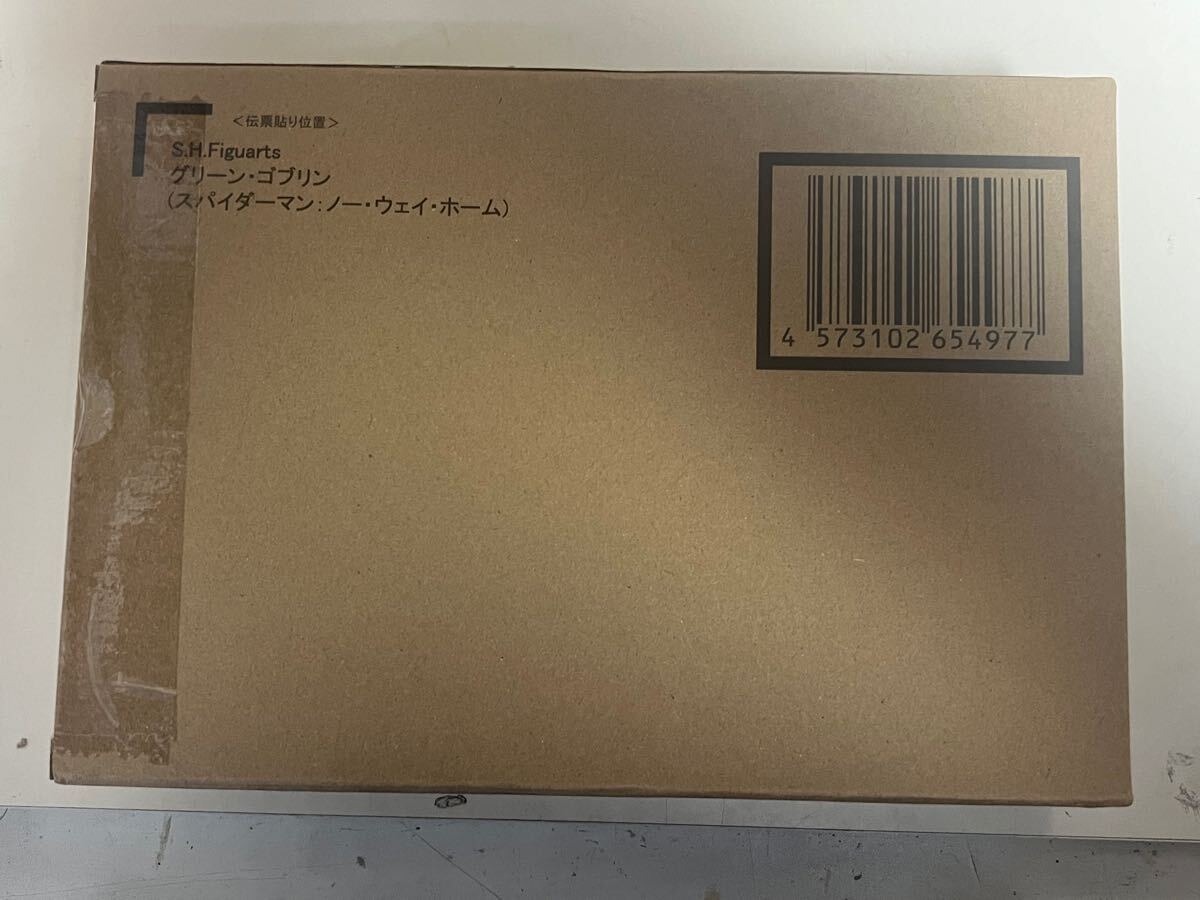 ＜伝票貼り位置＞
S.H.Figuarts
グリーン・ゴブリン
(スパイダーマン:ノー・ウェイ・ホーム)
4 573102 654977